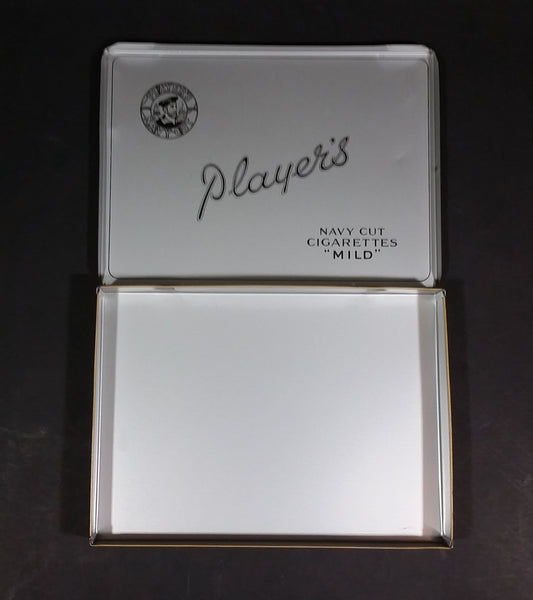 Player's
NAVY CUT
CIGARETTES
"MILD"